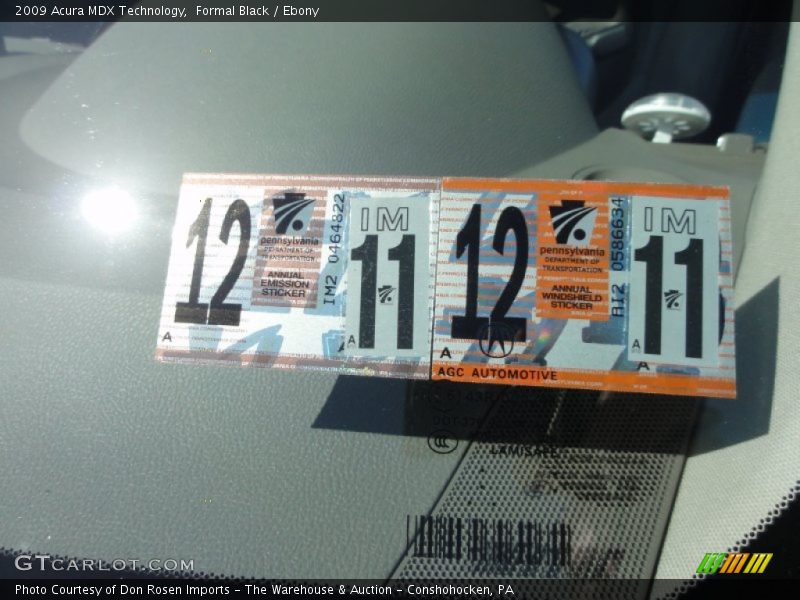 2009 Acura MDX Technology,  Formal Black / Ebony
12
pennsylvania
DEPARTMENT OF
TRANSPORTATION
ANNUAL
EMISSION
STICKER
IM2 0464822
IM
11
A
A
12
pennsylvania
DEPARTMENT OF
TRANSPORTATION
ANNUAL
WINDSHIELD
STICKER
AI2 0586634
IM
11
A
A
A
AGC AUTOMOTIVE
LAMISAFE
GTCARLOT.COM
Photo Courtesy of Don Rosen Imports – The Warehouse & Auction – Conshohocken, PA